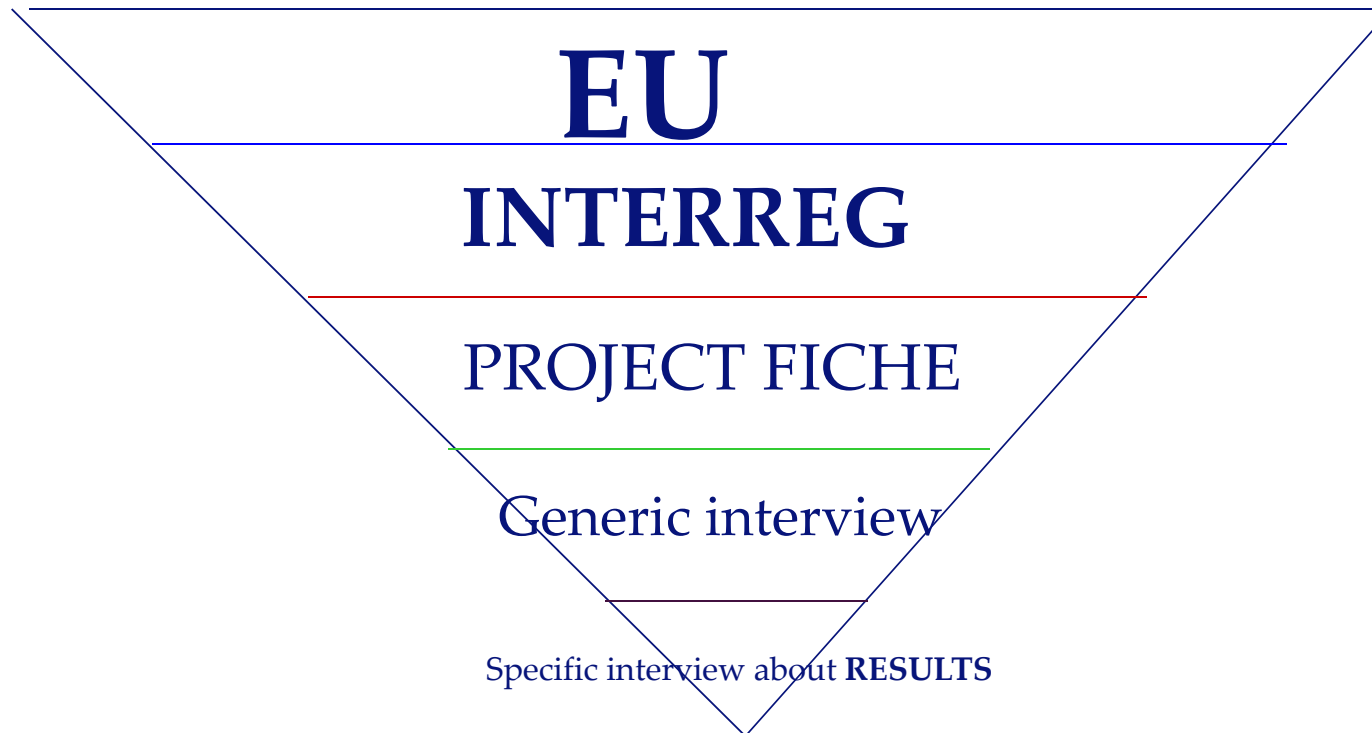 EU
INTERREG
PROJECT FICHE
Generic interview
Specific interview about RESULTS